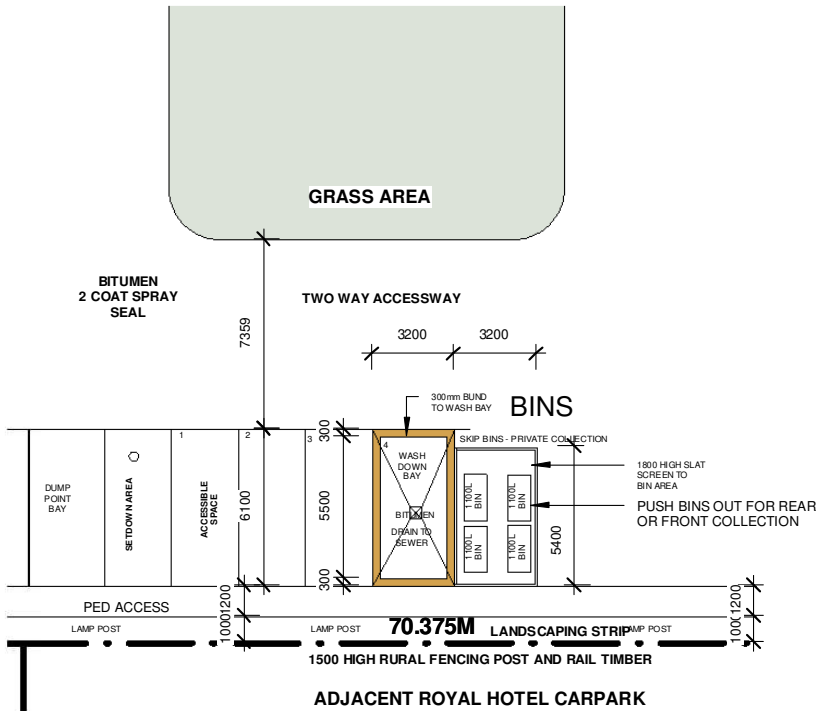 GRASS AREA
BITUMEN
2 COAT SPRAY
SEAL
TWO WAY ACCESSWAY
7359
3200
3200
300mm BUND
TO WASH BAY
BINS
SKIP BINS - PRIVATE COLLECTION
1
2
3
4
300
5500
300
6100
DUMP
POINT
BAY
SETDOWN AREA
ACCESSIBLE
SPACE
WASH
DOWN
BAY
BITUMEN
DRAIN TO
SEWER
1100L
BIN
1100L
BIN
1100L
BIN
1100L
BIN
5400
1800 HIGH SLAT
SCREEN TO
BIN AREA
PUSH BINS OUT FOR REAR
OR FRONT COLLECTION
PED ACCESS
1200
1000
1200
1000
LAMP POST
LAMP POST
70.375M
LANDSCAPING STRIP
LAMP POST
1500 HIGH RURAL FENCING POST AND RAIL TIMBER
ADJACENT ROYAL HOTEL CARPARK